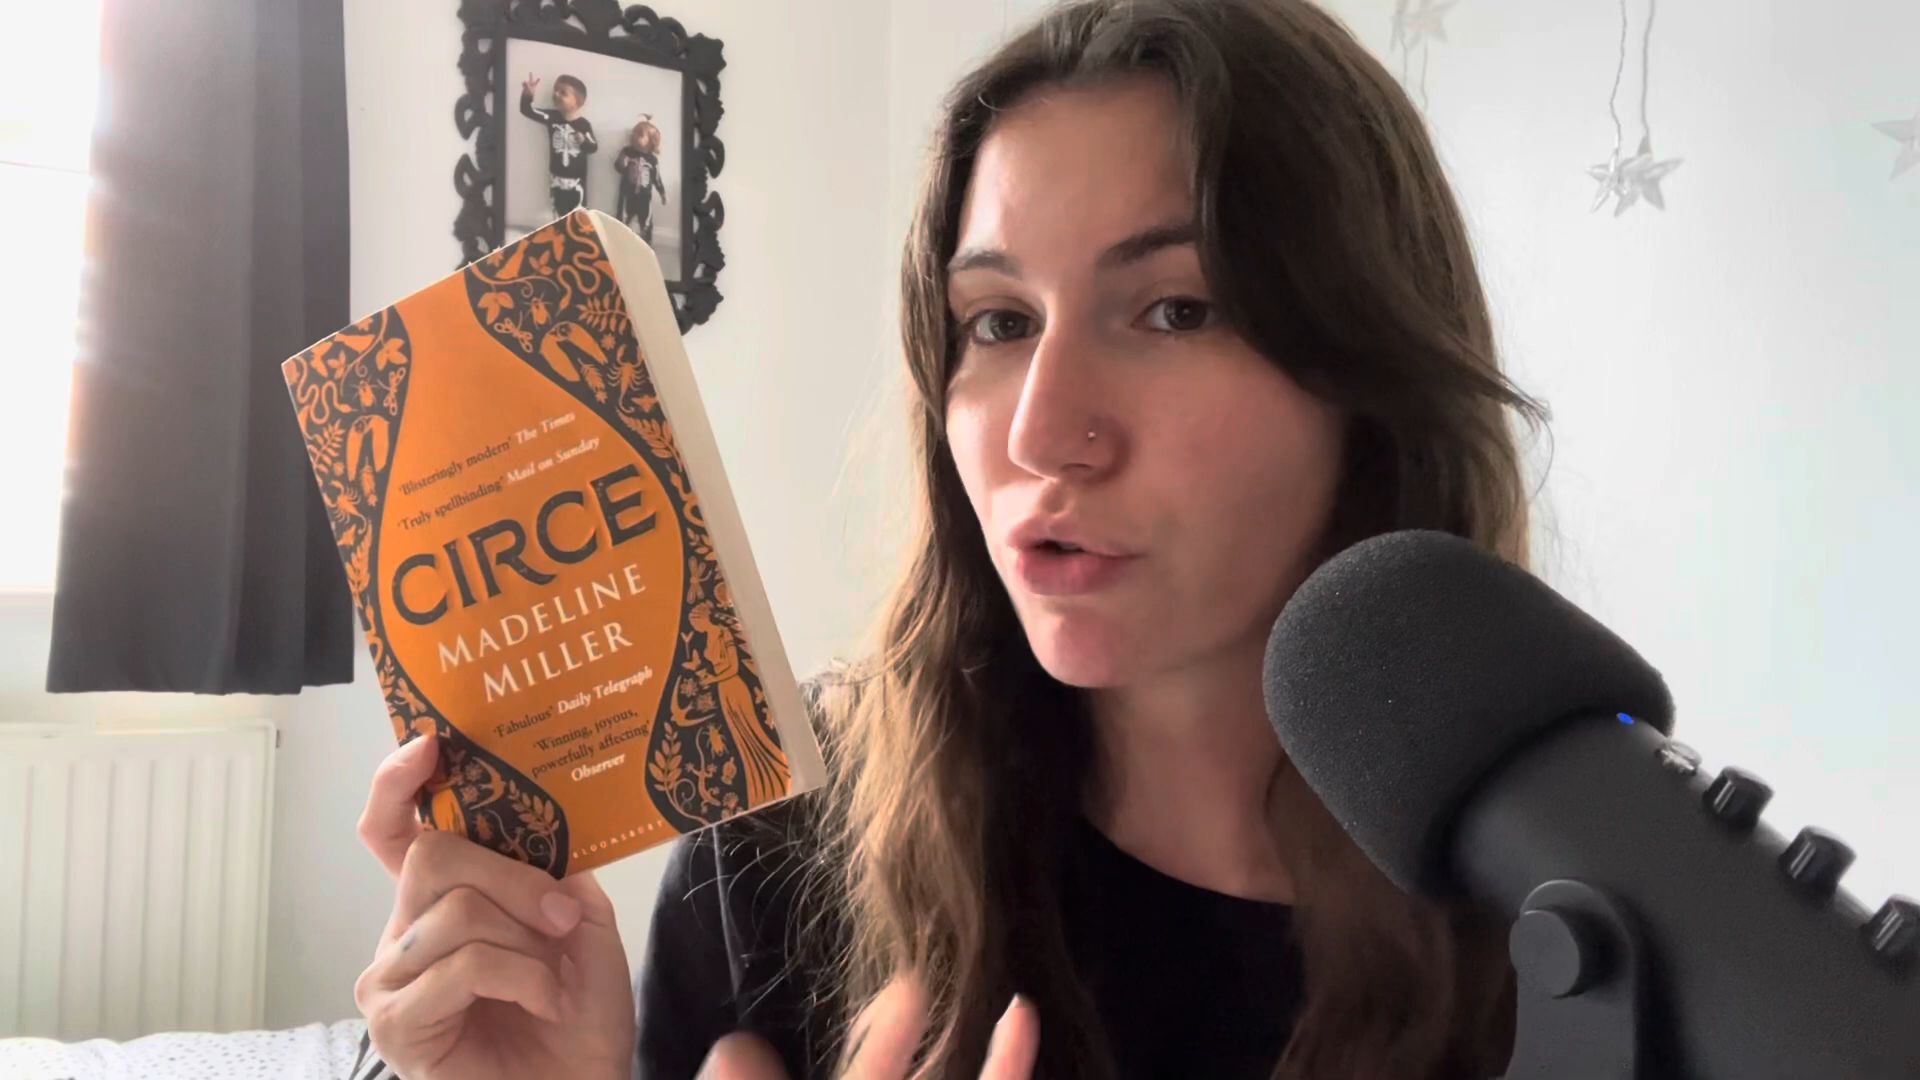 'Blisteringly modern' The Times
'Truly spellbinding' Mail on Sunday
CIRCE
MADELINE
MILLER
'Fabulous' Daily Telegraph
'Winning, joyous,
powerfully affecting'
Observer
BLOOMSBURY